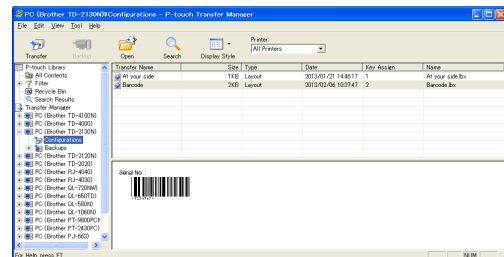 PC (Brother TD-2130N)¥Configurations - P-touch Transfer Manager
File Edit View Tool Help
Transfer Backup Open Search Display Style
Printer:
All Printers
P-touch Library
All Contents
Filter
Recycle Bin
Search Results
Transfer Manager
PC (Brother TD-4100N)
PC (Brother TD-4000)
PC (Brother TD-2130N)
Configurations
Backups
PC (Brother TD-2120N)
PC (Brother TD-2020)
PC (Brother RJ-4040)
PC (Brother RJ-4030)
PC (Brother QL-720NW)
PC (Brother QL-650TD)
PC (Brother QL-580N)
PC (Brother QL-1060N)
PC (Brother PT-9800PCN
PC (Brother PT-2430PC)
PC (Brother PJ-663)
Transfer Name Size Type Date Key Assign Name
At your side 1KB Layout 2013/01/21 14:46:17 1 At your side.lbx
Barcode 2KB Layout 2013/02/06 10:37:47 2 Barcode.lbx
Serial No. :
For Help, press F1
NUM